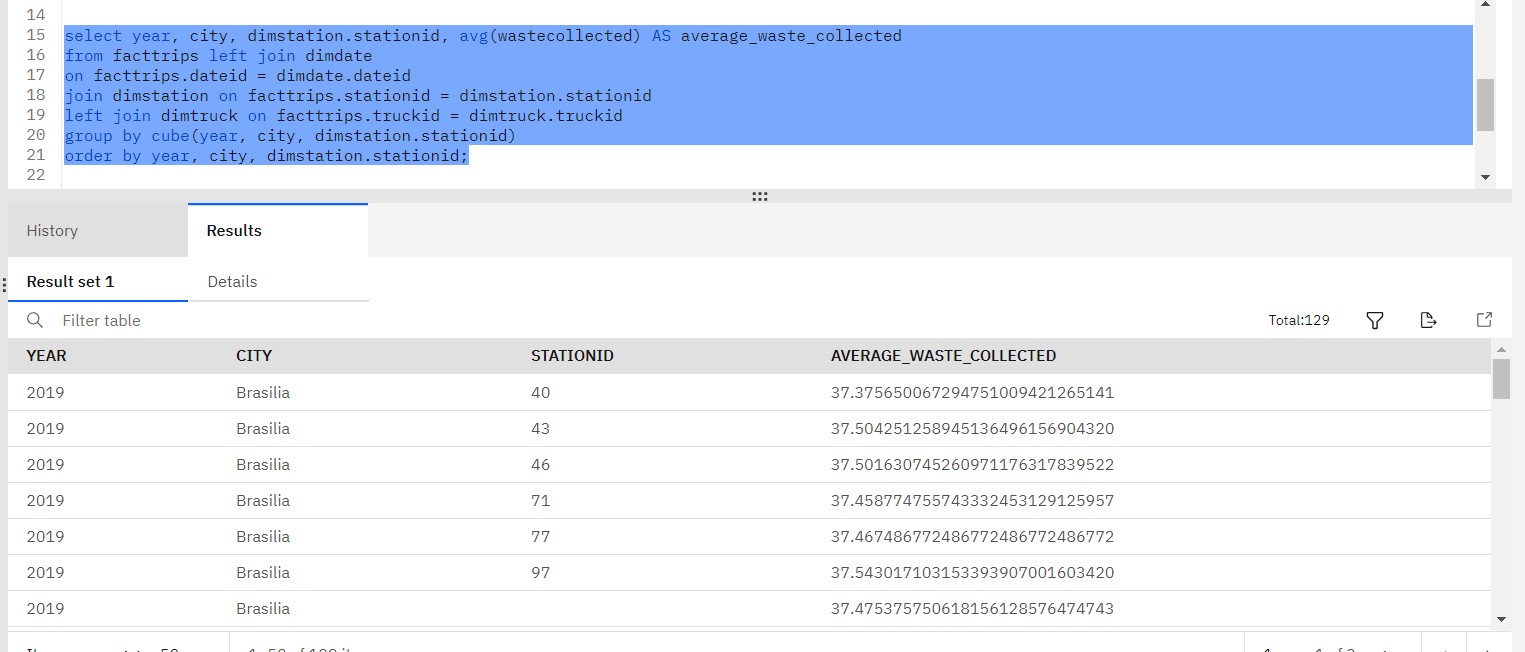 14
15 select year, city, dimstation.stationid, avg(wastecollected) AS average_waste_collected
16 from facttrips left join dimdate
17 on facttrips.dateid = dimdate.dateid
18 join dimstation on facttrips.stationid = dimstation.stationid
19 left join dimtruck on facttrips.truckid = dimtruck.truckid
20 group by cube(year, city, dimstation.stationid)
21 order by year, city, dimstation.stationid;
22
History Results
Result set 1 Details
Filter table Total:129
YEAR CITY STATIONID AVERAGE_WASTE_COLLECTED
2019 Brasilia 40 37.375650067294751009421265141
2019 Brasilia 43 37.504251258945136496156904320
2019 Brasilia 46 37.501630745260971176317839522
2019 Brasilia 71 37.458774755743332453129125957
2019 Brasilia 77 37.467486772486772486772486772
2019 Brasilia 97 37.543017103153393907001603420
2019 Brasilia 37.475375750618156128576474743